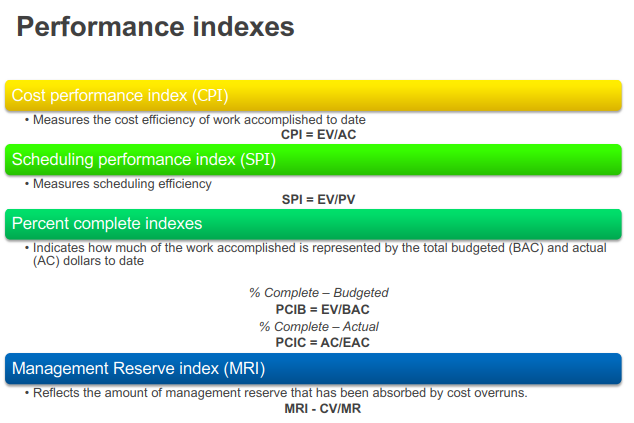 Performance indexes
Cost performance index (CPI)
• Measures the cost efficiency of work accomplished to date
CPI = EV/AC
Scheduling performance index (SPI)
• Measures scheduling efficiency
SPI = EV/PV
Percent complete indexes
• Indicates how much of the work accomplished is represented by the total budgeted (BAC) and actual
(AC) dollars to date
% Complete – Budgeted
PCIB = EV/BAC
% Complete – Actual
PCIC = AC/EAC
Management Reserve index (MRI)
• Reflects the amount of management reserve that has been absorbed by cost overruns.
MRI - CV/MR